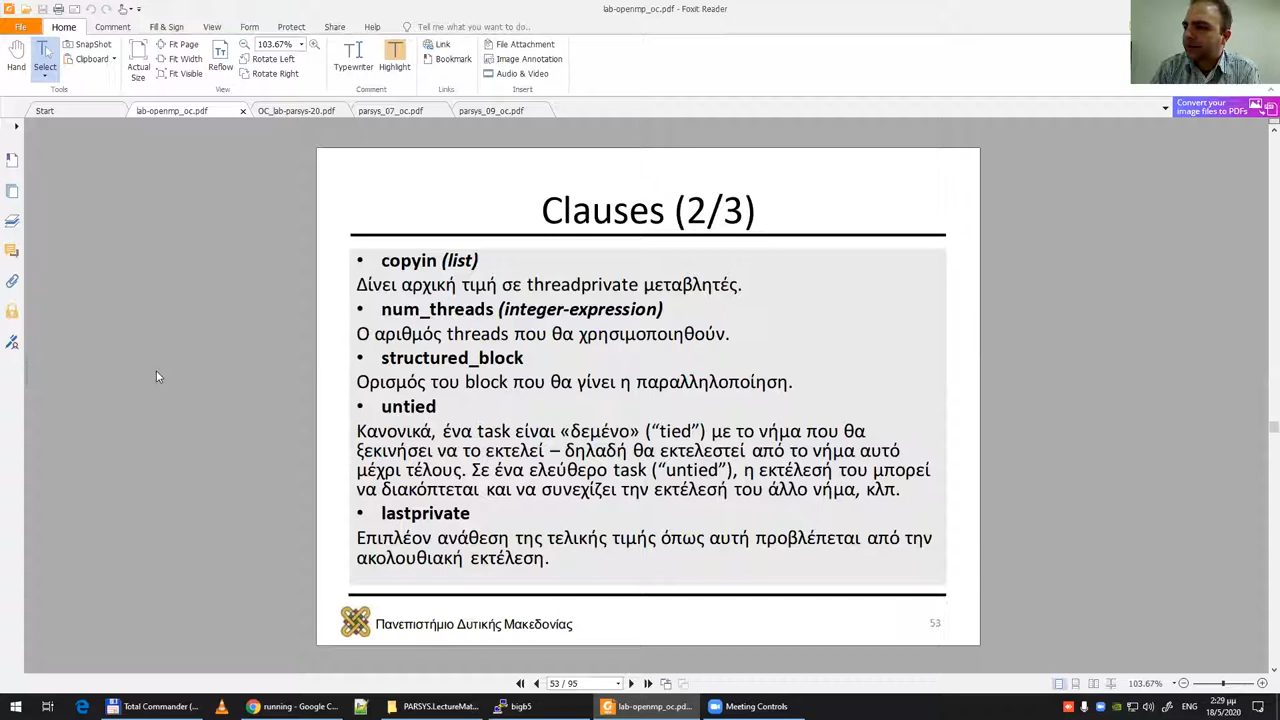 lab-openmp_oc.pdf - Foxit Reader
File Home Comment View Form Protect Share Help Tell me what you want to do...
SnapShot Fit Page 103.67% Link File Attachment
Clipboard Fit Width Rotate Left Bookmark Image Annotation
Fit Visible Rotate Right Audio & Video
Hand Select Actual Size Reflow Typewriter Highlight
Tools View Comment Insert
Start lab-openmp_oc.pdf OC_lab-parsys-20.pdf parsys_07_oc.pdf parsys_09_oc.pdf
Convert your
image files to PDFs
Clauses (2/3)
• copyin (list)
Δίνει αρχική τιμή σε threadprivate μεταβλητές.
• num_threads (integer-expression)
Ο αριθμός threads που θα χρησιμοποιηθούν.
• structured_block
Ορισμός του block που θα γίνει η παραλληλοποίηση.
• untied
Κανονικά, ένα task είναι «δεμένο» (“tied”) με το νήμα που θα
ξεκινήσει να το εκτελεί – δηλαδή θα εκτελεστεί από το νήμα αυτό
μέχρι τέλους. Σε ένα ελεύθερο task (“untied”), η εκτέλεσή του μπορεί
να διακόπτεται και να συνεχίζει την εκτέλεσή του άλλο νήμα, κλπ.
• lastprivate
Επιπλέον ανάθεση της τελικής τιμής όπως αυτή προβλέπεται από την
ακολουθιακή εκτέλεση.
Πανεπιστήμιο Δυτικής Μακεδονίας
53
53 / 95
103.67%
Total Commander (... running - Google C... PARSYS.LectureMat... bigb5 lab-openmp_oc.pd... Meeting Controls
ENG
2:29 μμ
18/5/2020